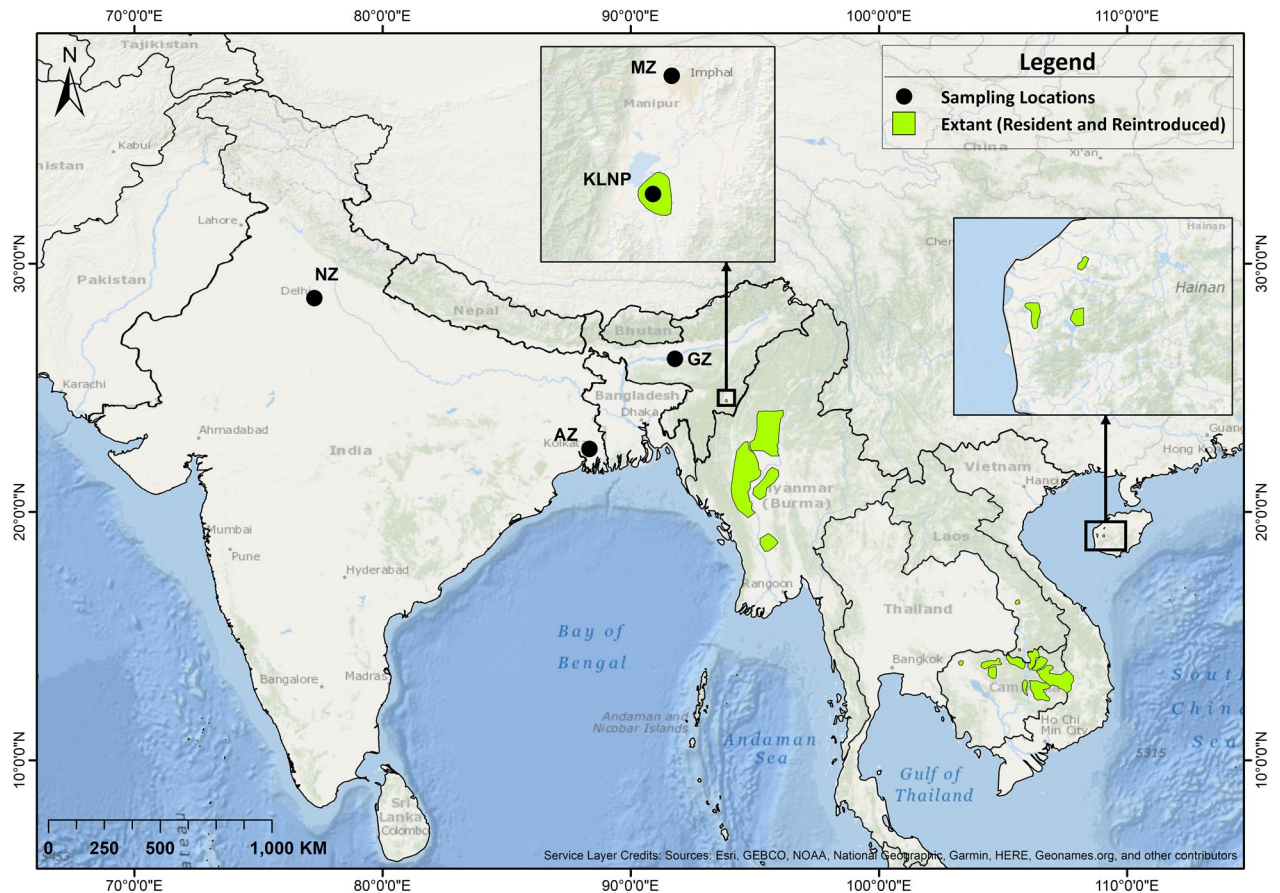 70°0'0"E
80°0'0"E
90°0'0"E
100°0'0"E
110°0'0"E
Tajikistan
N
MZ
Imphal
Manipur
KLNP
Legend
Sampling Locations
Extant (Resident and Reintroduced)
China
Xi'an
Kabul
nistan
Lahore
Pakistan
NZ
Delhi
Nepal
Bhutan
GZ
Bangladesh
Dhaka
Karachi
Ahmadabad
India
AZ
Hainan
Hainan
Hong K
Vietnam
Myanmar
(Burma)
Laos
Mumbai
Pune
Hyderabad
Rangoon
Thailand
Bay of
Bengal
Bangkok
Bangalore
Madras
Andaman and
Nicobar Islands
Andaman
Sea
Ho Chi
Min City
Gulf of
Thailand
South
China
Sea
5315
Sri
Lanka
Colombo
30°0'0"N
20°0'0"N
10°0'0"N
30°0'0"N
20°0'0"N
10°0'0"N
0 250 500 1,000 KM
5453
Service Layer Credits: Sources: Esri, GEBCO, NOAA, National Geographic, Garmin, HERE, Geonames.org, and other contributors
70°0'0"E
80°0'0"E
90°0'0"E
100°0'0"E
110°0'0"E